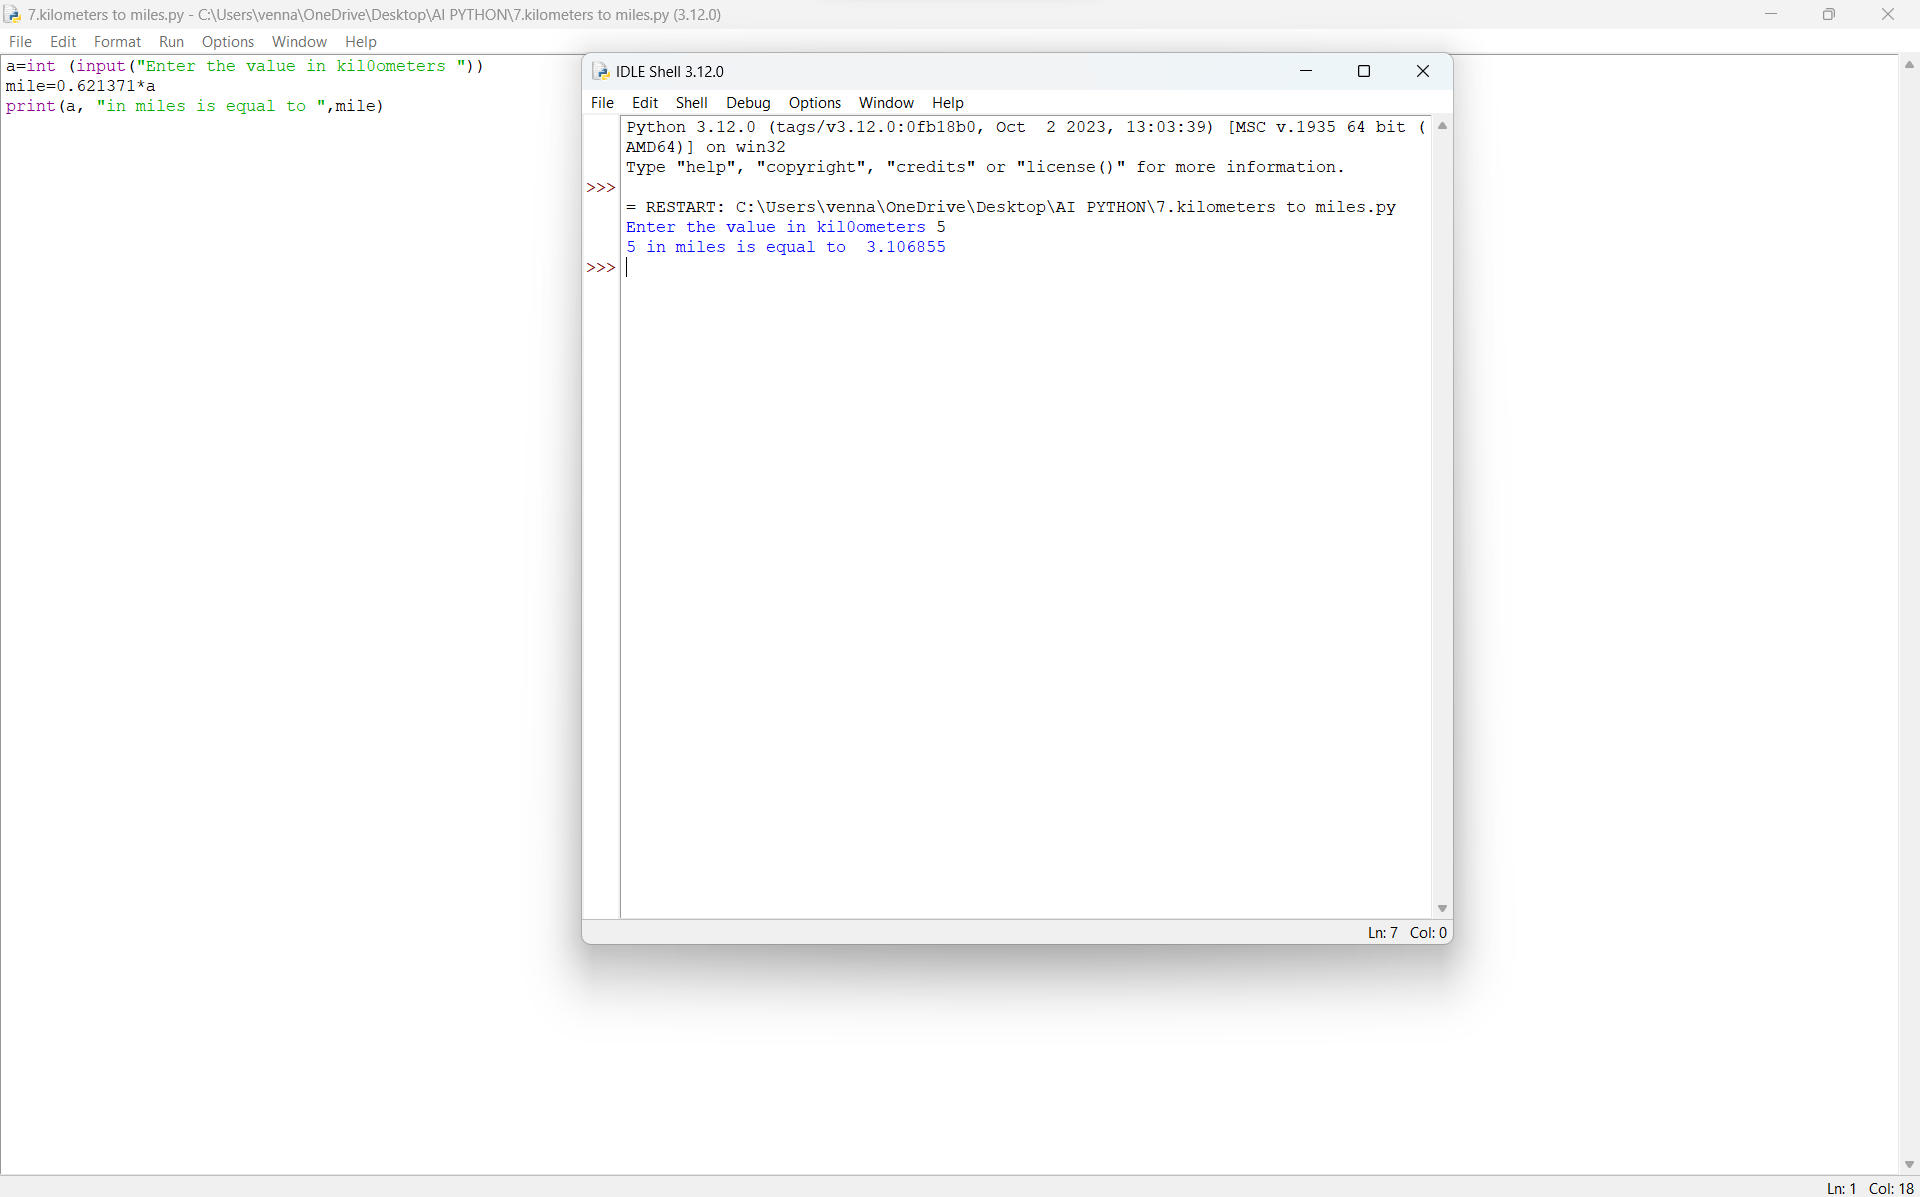 7.kilometers to miles.py - C:\Users\venna\OneDrive\Desktop\AI PYTHON\7.kilometers to miles.py (3.12.0)
File Edit Format Run Options Window Help
a=int (input("Enter the value in kil0ometers "))
mile=0.621371*a
print(a, "in miles is equal to ",mile)
IDLE Shell 3.12.0
File Edit Shell Debug Options Window Help
Python 3.12.0 (tags/v3.12.0:0fb18b0, Oct  2 2023, 13:03:39) [MSC v.1935 64 bit (
AMD64)] on win32
Type "help", "copyright", "credits" or "license()" for more information.
>>>
= RESTART: C:\Users\venna\OneDrive\Desktop\AI PYTHON\7.kilometers to miles.py
Enter the value in kil0ometers 5
5 in miles is equal to  3.106855
>>>
Ln: 7 Col: 0
Ln: 1 Col: 18